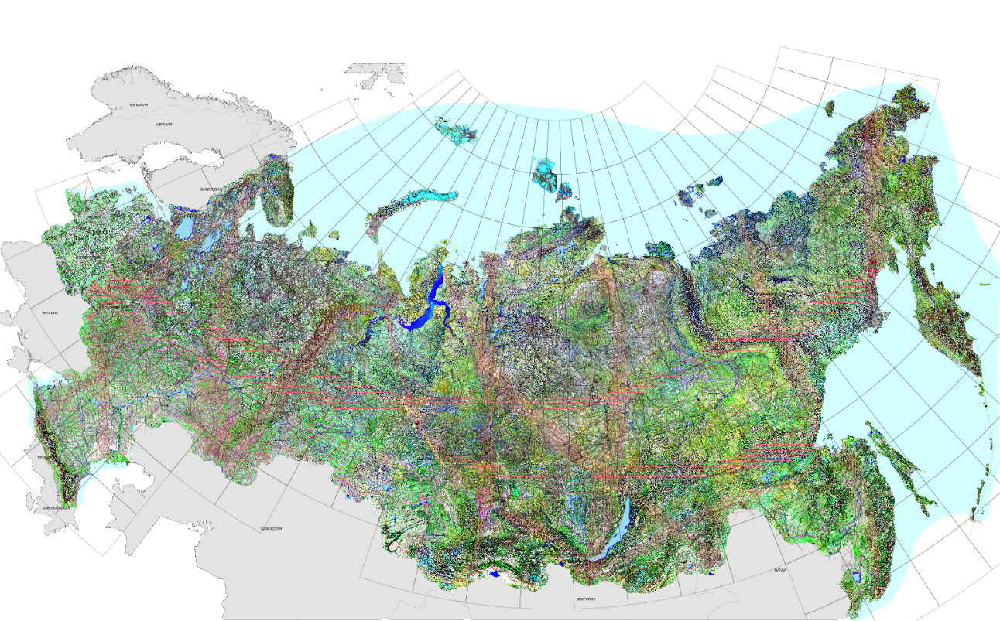 НОРВЕГИЯ
ШВЕЦИЯ
ФИНЛЯНДИЯ
УКРАИНА
АЗЕРБАЙДЖАН
КАЗАХСТАН
КИТАЙ
МОНГОЛИЯ